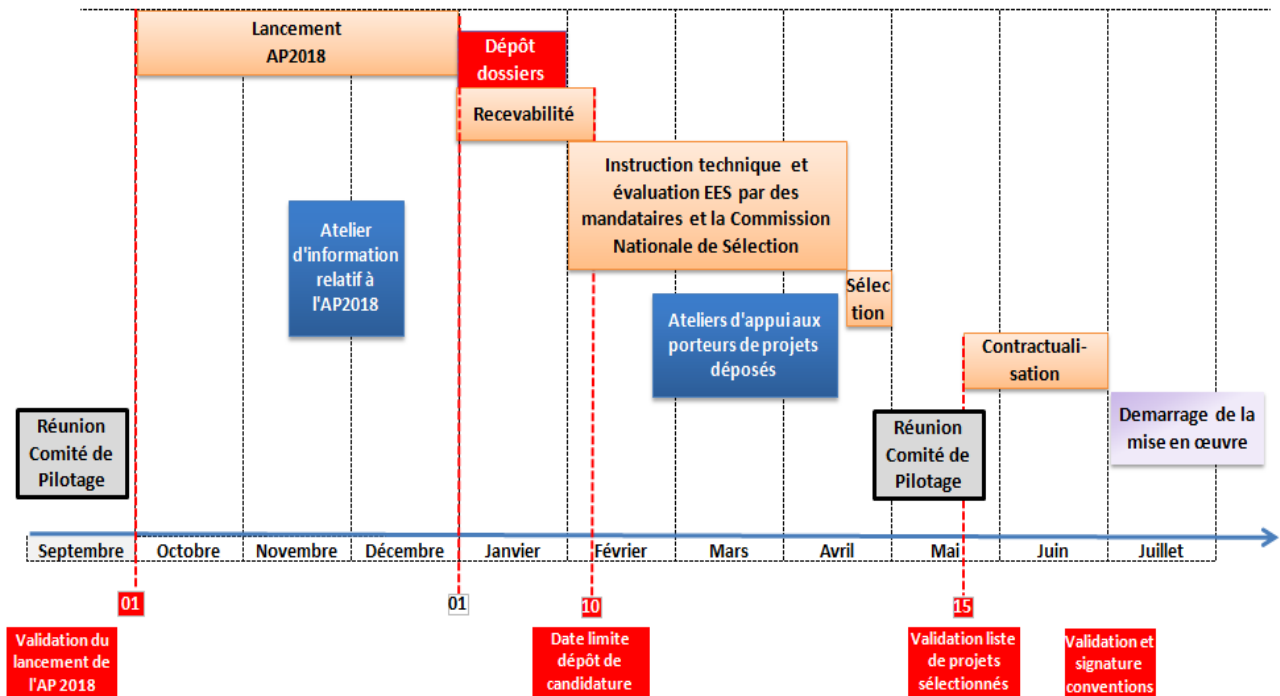 Lancement
AP2018
Dépôt
dossiers
Recevabilité
Instruction technique et
évaluation EES par des
mandataires et la Commission
Nationale de Sélection
Atelier
d'information
relatif à
l'AP2018
Sélec
tion
Ateliers d'appui aux
porteurs de projets
déposés
Contractuali-
sation
Réunion
Comité de
Pilotage
Réunion
Comité de
Pilotage
Demarrage de la
mise en œuvre
Septembre
Octobre
Novembre
Décembre
Janvier
Février
Mars
Avril
Mai
Juin
Juillet
01
01
10
15
Validation du
lancement de
l'AP 2018
Date limite
dépôt de
candidature
Validation liste
de projets
sélectionnés
Validation et
signature
conventions